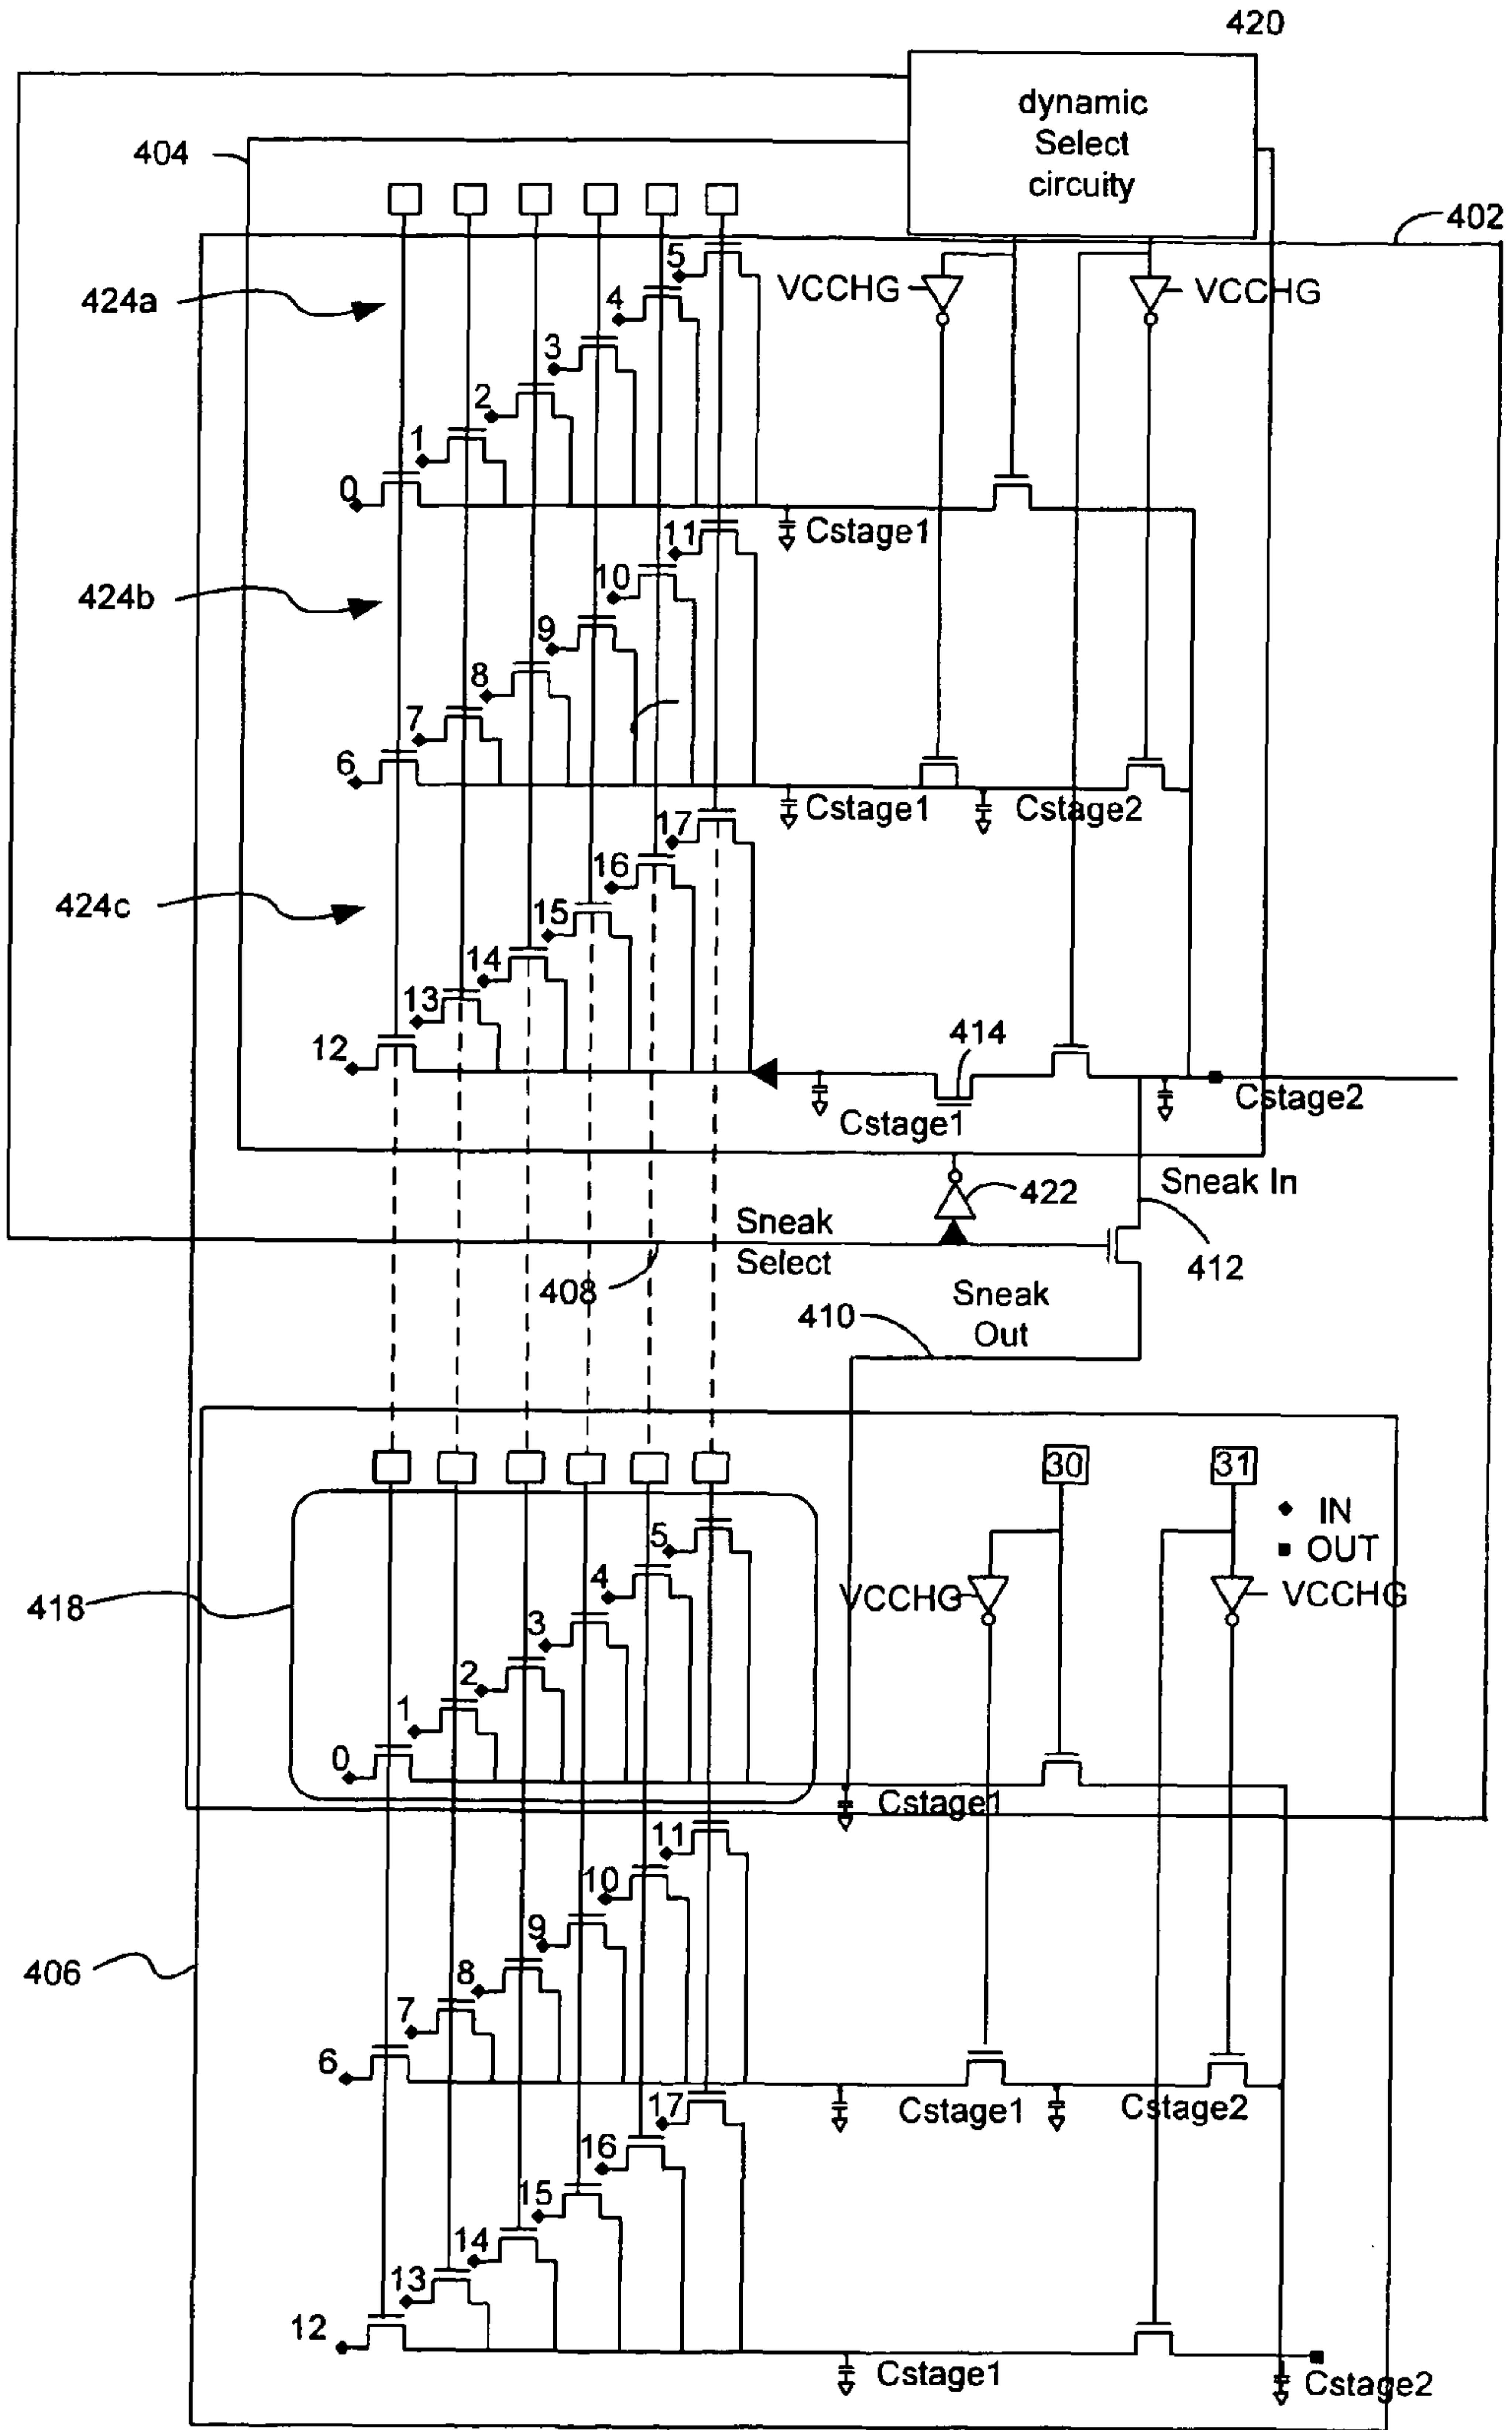 420
dynamic
Select
circuity
404
402
424a
5
VCCHG
VCCHG
4
3
2
1
0
Cstage1
11
424b
10
9
8
7
6
Cstage1
Cstage2
17
424c
16
15
14
13
12
414
Cstage1
Cstage2
422
Sneak In
Sneak
Select
412
408
Sneak
Out
410
30
31
IN
OUT
5
4
VCCHG
VCCHG
418
3
2
1
0
Cstage1
11
10
9
406
8
7
6
Cstage1
Cstage2
17
16
15
14
13
12
Cstage1
Cstage2